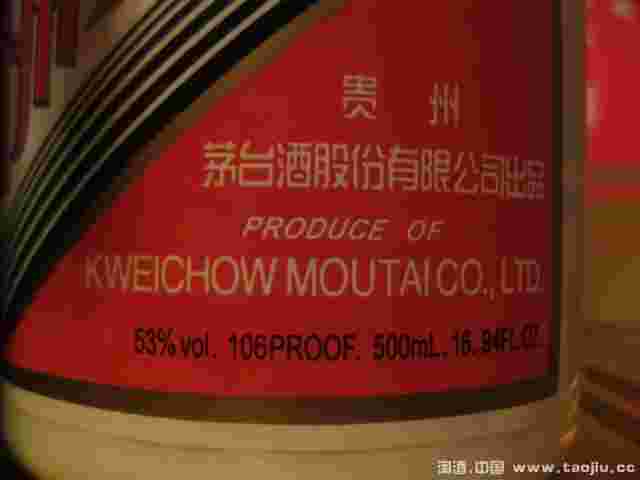 贵 州
茅台酒股份有限公司出品
PRODUCE OF
KWEICHOW MOUTAI CO., LTD.
53% vol. 106PROOF. 500mL. 16.94FL.OZ.
淘酒.中国 www.taojiu.cc